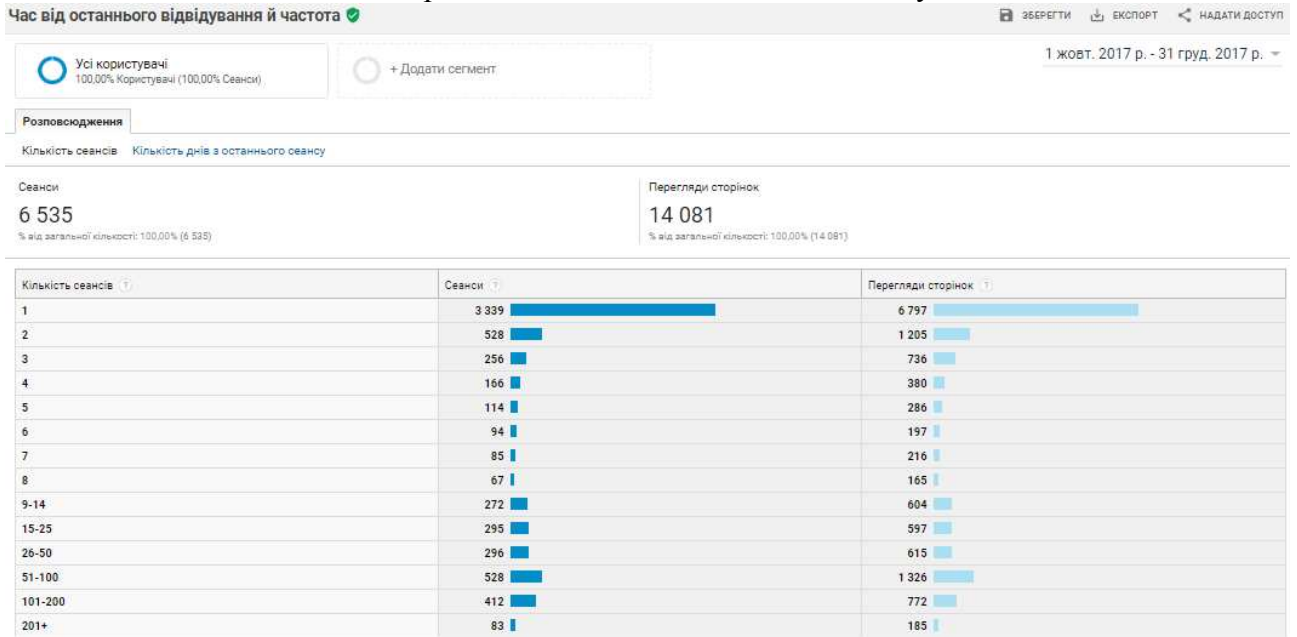 Час від останнього відвідування й частота
ЗБЕРЕГТИ ЕКСПОРТ НАДАТИ ДОСТУП
Усі користувачі
100,00% Користувачі (100,00% Сеанси)
+ Додати сегмент
1 жовт. 2017 р. - 31 груд. 2017 р.
Розповсюдження
Кількість сеансів Кількість днів з останнього сеансу
Сеанси Перегляди сторінок
6 535 14 081
% від загальної кількості: 100,00% (6 535) % від загальної кількості: 100,00% (14 081)
Кількість сеансів ? Сеанси ? Перегляди сторінок ?
1 3 339 6 797
2 528 1 205
3 256 736
4 166 380
5 114 286
6 94 197
7 85 216
8 67 165
9-14 272 604
15-25 295 597
26-50 296 615
51-100 528 1 326
101-200 412 772
201+ 83 185